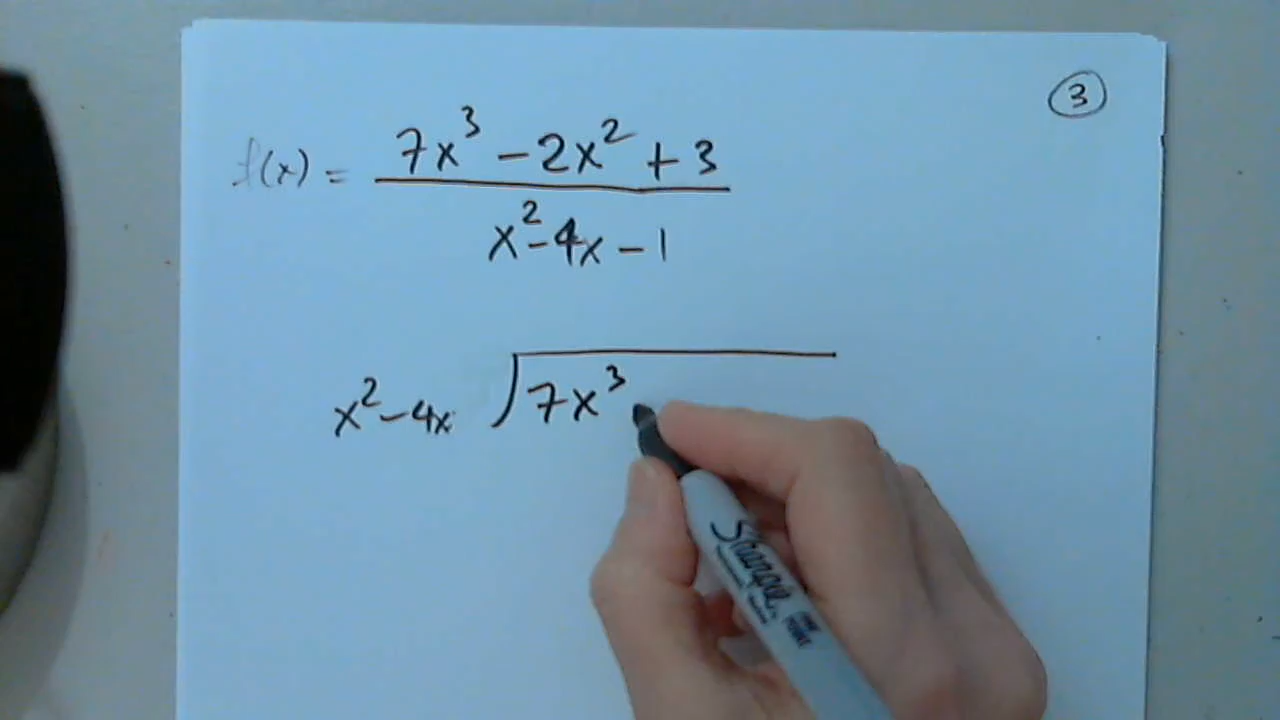 3
f(x) = 7x³ - 2x² + 3
x² - 4x - 1
x² - 4x 7x³
Sharpie